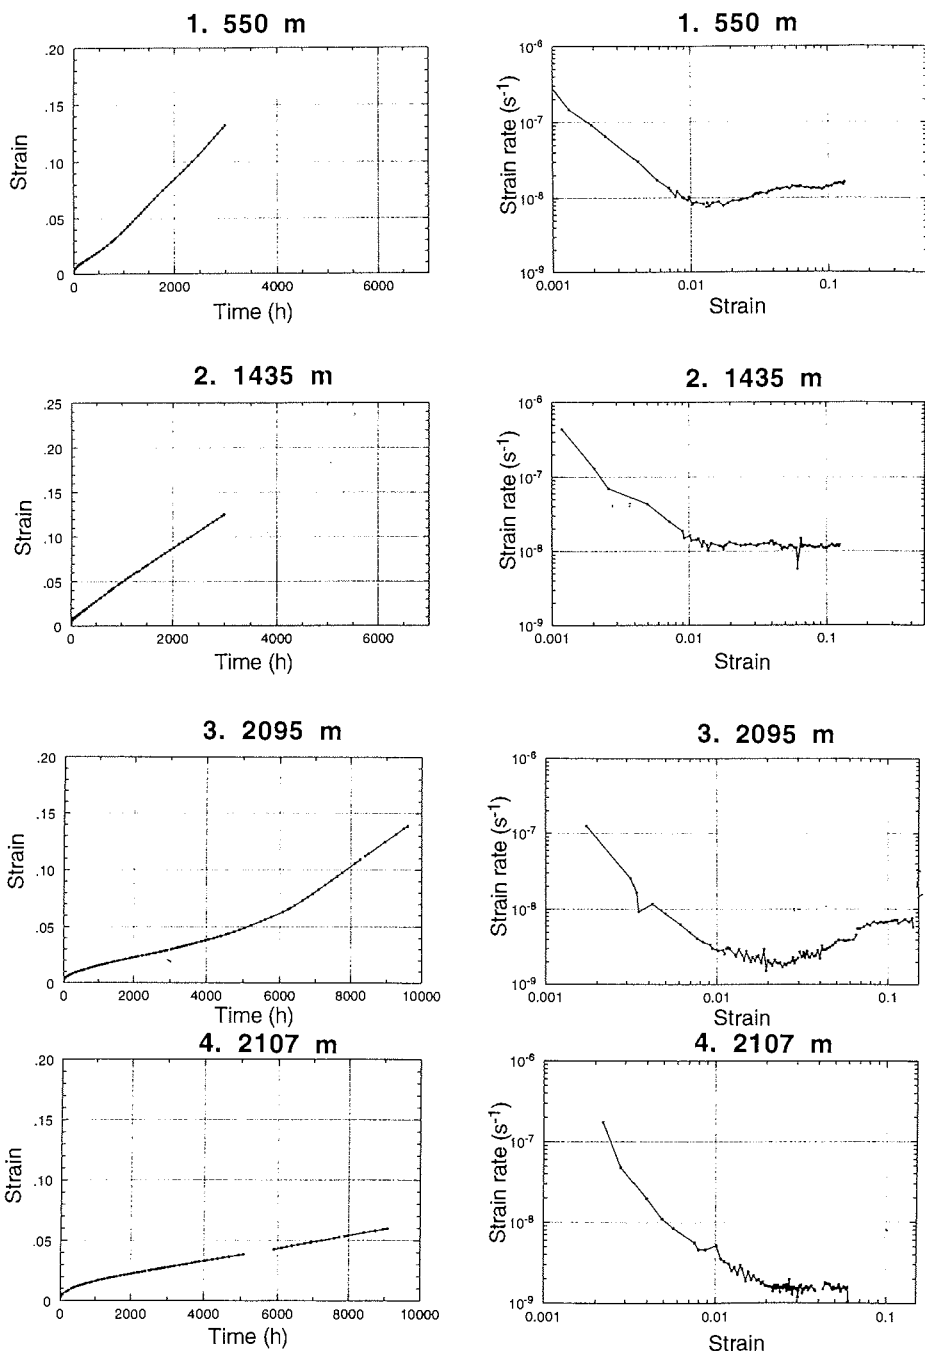 1. 550 m
.20
.15
.10
.05
0
Strain
0 2000 4000 6000
Time (h)
1. 550 m
10-6
10-7
10-8
10-9
Strain rate (s-1)
0.001 0.01 0.1
Strain
2. 1435 m
.25
.20
.15
.10
.05
0
Strain
0 2000 4000 6000
Time (h)
2. 1435 m
10-6
10-7
10-8
10-9
Strain rate (s-1)
0.001 0.01 0.1
Strain
3. 2095 m
.20
.15
.10
.05
0
Strain
0 2000 4000 6000 8000 10000
Time (h)
3. 2095 m
10-6
10-7
10-8
10-9
Strain rate (s-1)
0.001 0.01 0.1
Strain
4. 2107 m
.20
.15
.10
.05
0
Strain
0 2000 4000 6000 8000 10000
Time (h)
4. 2107 m
10-6
10-7
10-8
10-9
Strain rate (s-1)
0.001 0.01 0.1
Strain